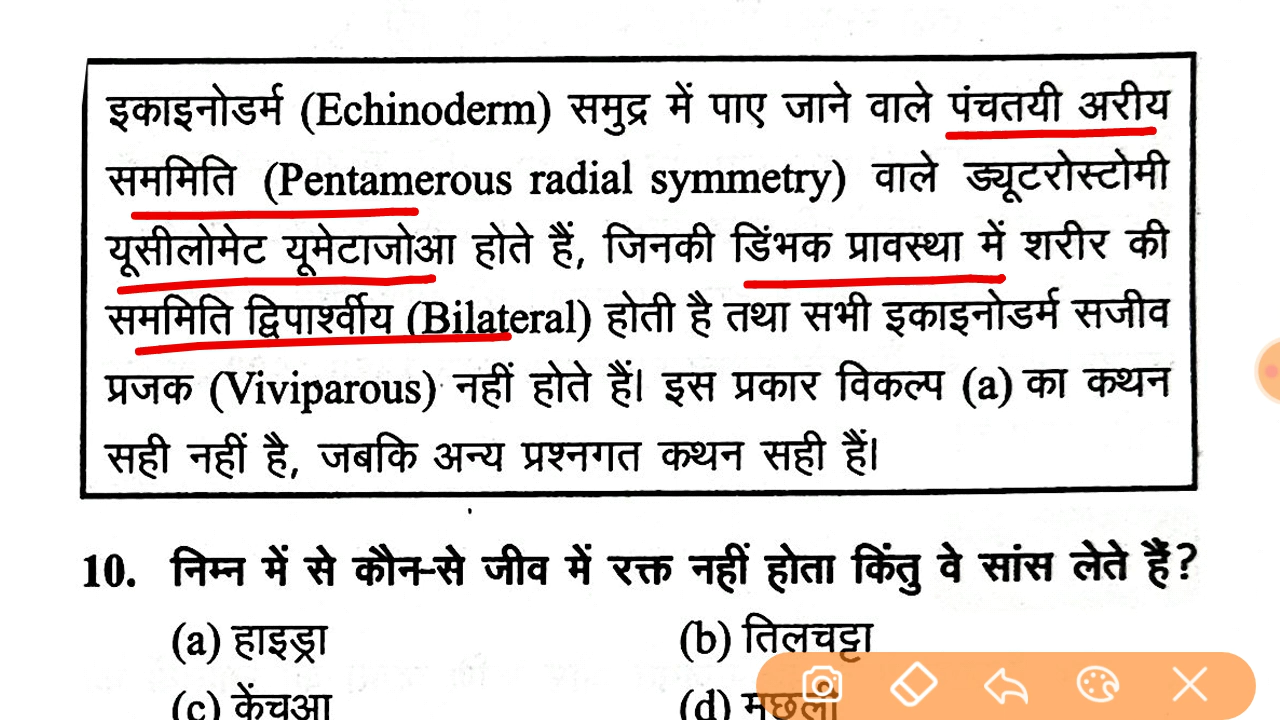 इकाइनोडर्म (Echinoderm) समुद्र में पाए जाने वाले पंचतयी अरीय
सममिति (Pentamerous radial symmetry) वाले ड्यूटरोस्टोमी
यूसीलोमेट यूमेटाजोआ होते हैं, जिनकी डिंभक प्रावस्था में शरीर की
सममिति द्विपार्श्वीय (Bilateral) होती है तथा सभी इकाइनोडर्म सजीव
प्रजक (Viviparous) नहीं होते हैं। इस प्रकार विकल्प (a) का कथन
सही नहीं है, जबकि अन्य प्रश्नगत कथन सही हैं।
10. निम्न में से कौन-से जीव में रक्त नहीं होता किंतु वे सांस लेते हैं?
(a) हाइड्रा (b) तिलचट्टा
(c) केंचुआ (d) मछली